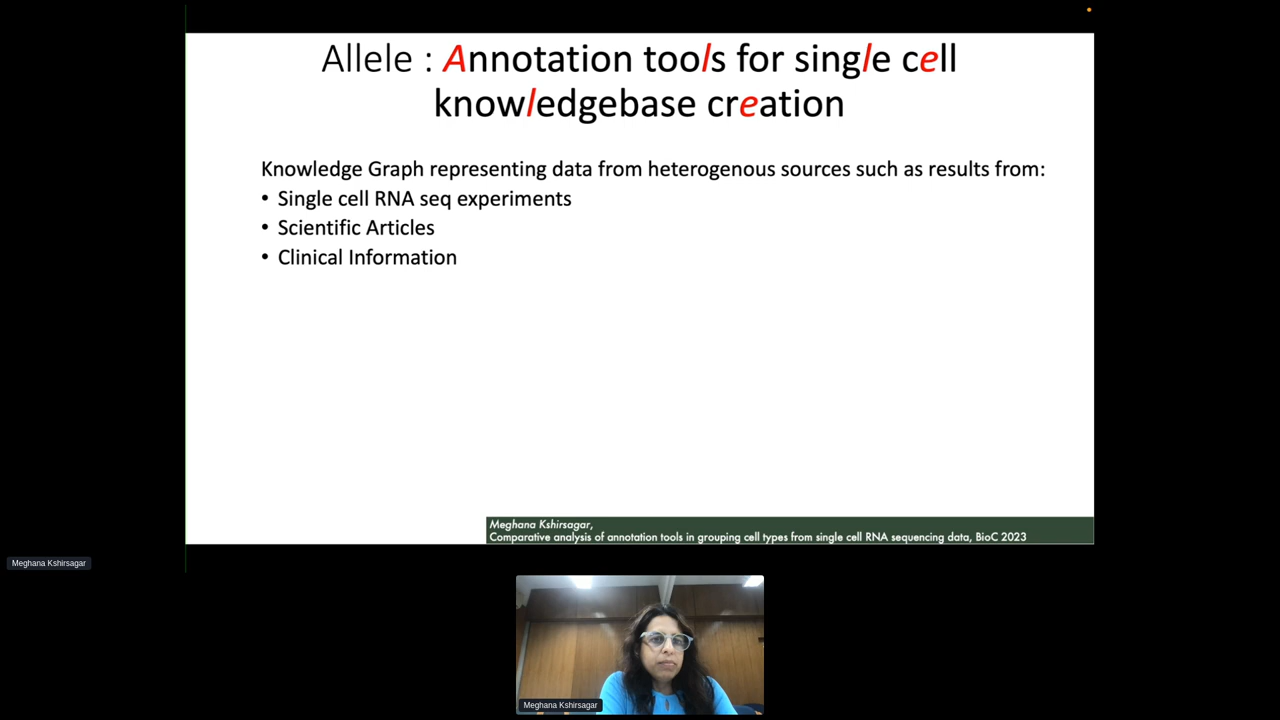 Allele : Annotation tools for single cell
knowledgebase creation
Knowledge Graph representing data from heterogenous sources such as results from:
• Single cell RNA seq experiments
• Scientific Articles
• Clinical Information
Meghana Kshirsagar,
Comparative analysis of annotation tools in grouping cell types from single cell RNA sequencing data, BioC 2023
Meghana Kshirsagar
Meghana Kshirsagar